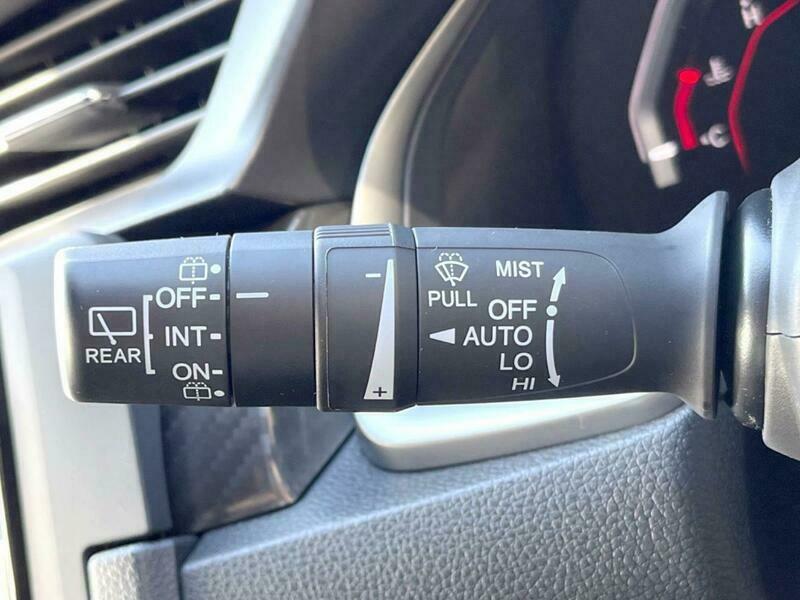 REAR
OFF
INT
ON
-
+
PULL
MIST
OFF
AUTO
LO
HI
H
C